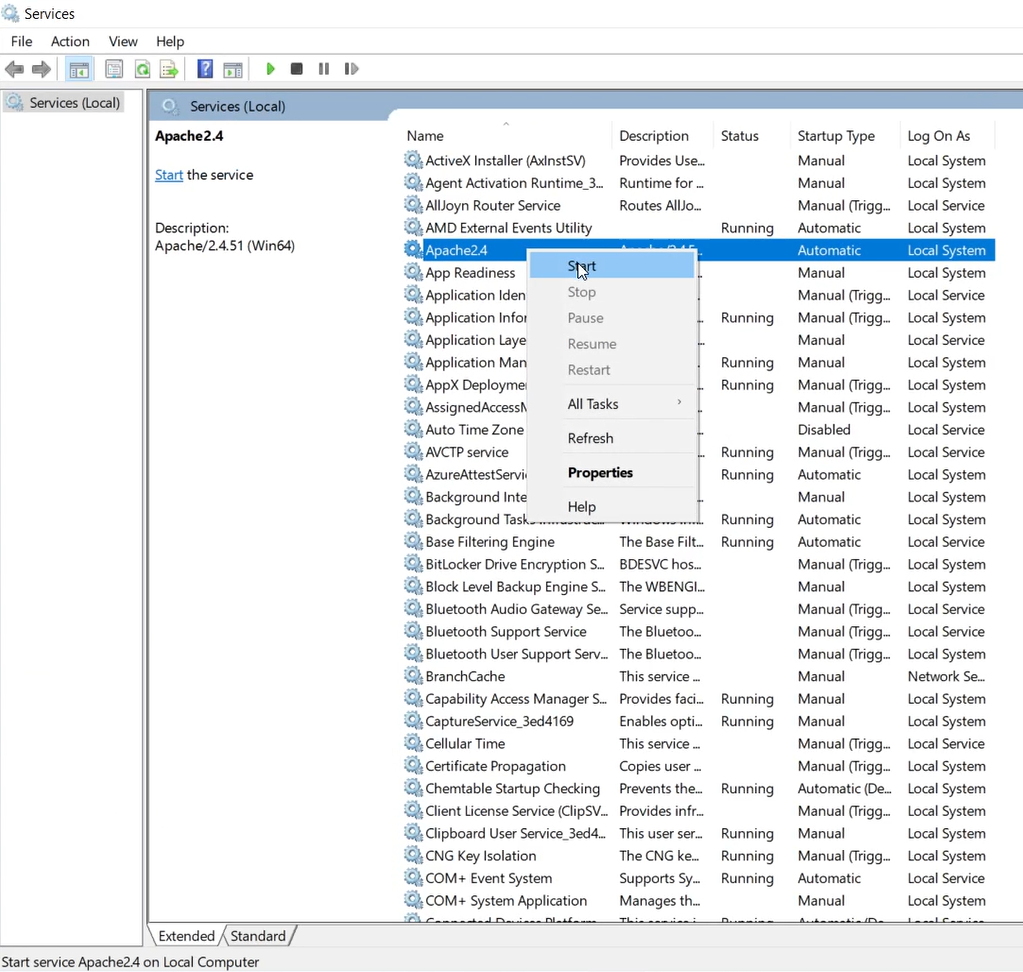 Services
File Action View Help
Services (Local)
Services (Local)
Apache2.4
Start the service
Description:
Apache/2.4.51 (Win64)
Name Description Status Startup Type Log On As
ActiveX Installer (AxInstSV) Provides Use... Manual Local System
Agent Activation Runtime_3... Runtime for ... Manual Local System
AllJoyn Router Service Routes AllJo... Manual (Trigg... Local Service
AMD External Events Utility Running Automatic Local System
Apache2.4 Automatic Local System
Start
App Readiness Manual Local System
Stop
Application Iden Manual (Trigg... Local Service
Pause
Application Infor Running Manual (Trigg... Local System
Resume
Application Laye Manual Local Service
Restart
Application Man Running Manual Local System
AppX Deployme Running Manual (Trigg... Local System
All Tasks
AssignedAccessM Manual (Trigg... Local System
Auto Time Zone Disabled Local Service
Refresh
AVCTP service Running Manual (Trigg... Local Service
Properties
AzureAttestServi Running Automatic Local System
Background Inte Manual Local System
Help
Background Tasks Running Automatic Local System
Base Filtering Engine The Base Filt... Running Automatic Local Service
BitLocker Drive Encryption S... BDESVC hos... Manual (Trigg... Local System
Block Level Backup Engine S... The WBENGI... Manual Local System
Bluetooth Audio Gateway Se... Service supp... Manual (Trigg... Local Service
Bluetooth Support Service The Bluetoo... Manual (Trigg... Local Service
Bluetooth User Support Serv... The Bluetoo... Manual (Trigg... Local System
BranchCache This service ... Manual Network Se...
Capability Access Manager S... Provides faci... Running Manual Local System
CaptureService_3ed4169 Enables opti... Running Manual Local System
Cellular Time This service ... Manual (Trigg... Local Service
Certificate Propagation Copies user ... Manual (Trigg... Local System
Chemtable Startup Checking Prevents the... Running Automatic (De... Local System
Client License Service (ClipSV... Provides infr... Manual (Trigg... Local System
Clipboard User Service_3ed4... This user ser... Running Manual Local System
CNG Key Isolation The CNG ke... Running Manual (Trigg... Local System
COM+ Event System Supports Sy... Running Automatic Local Service
COM+ System Application Manages th... Manual Local System
Connected Devices Platform This service i Running Automatic (De Local Service
Extended Standard
Start service Apache2.4 on Local Computer